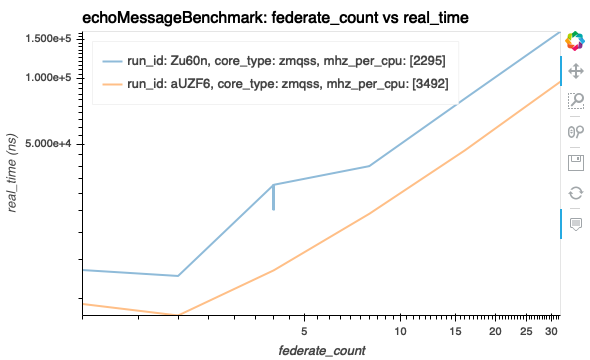 echoMessageBenchmark: federate_count vs real_time
1.500e+5
1.000e+5
5.000e+4
real_time (ns)
run_id: Zu60n, core_type: zmqss, mhz_per_cpu: [2295]
run_id: aUZF6, core_type: zmqss, mhz_per_cpu: [3492]
5 10 15 20 25 30
federate_count